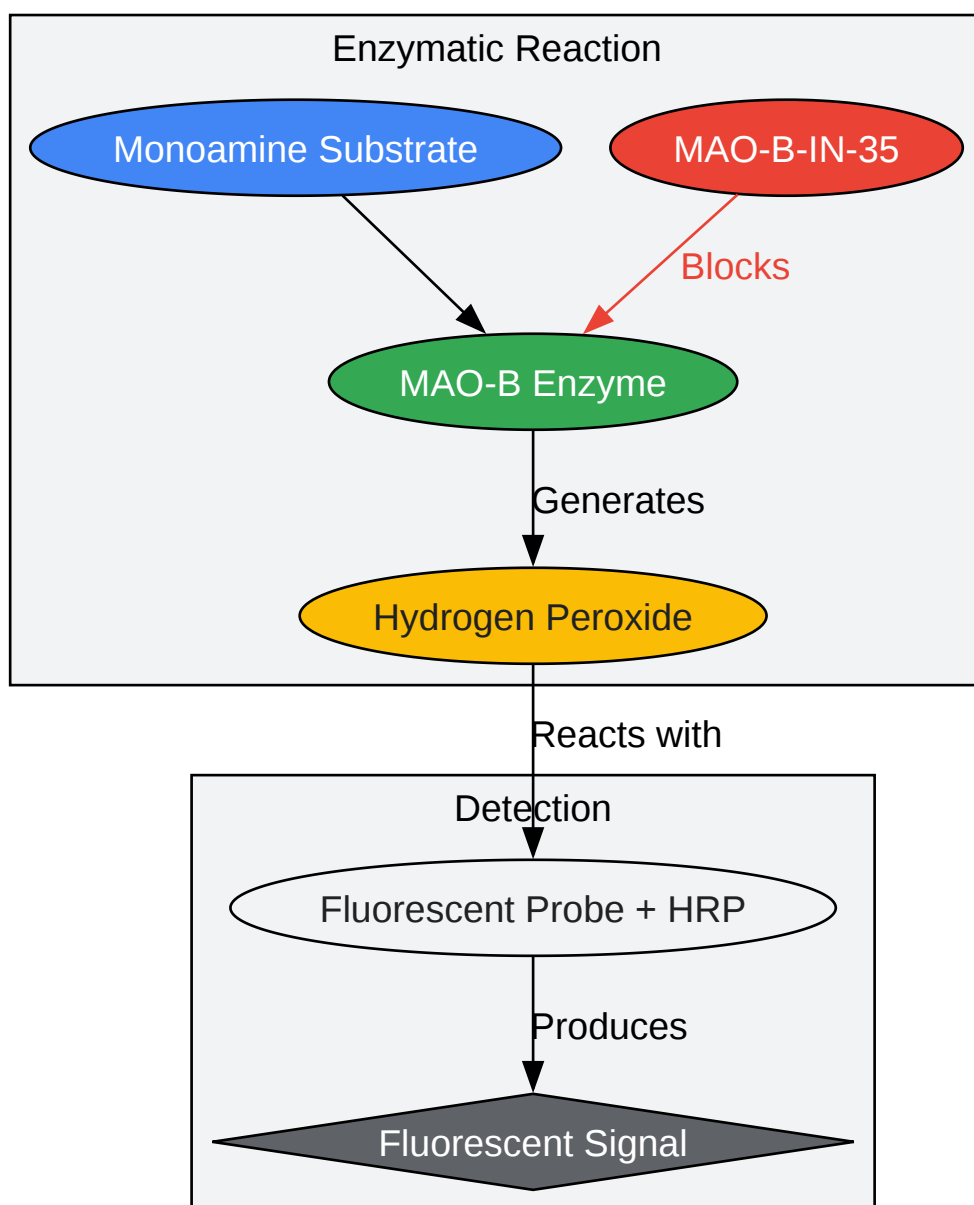 Enzymatic Reaction
Monoamine Substrate
MAO-B-IN-35
Blocks
MAO-B Enzyme
Generates
Hydrogen Peroxide
Reacts with
Detection
Fluorescent Probe + HRP
Produces
Fluorescent Signal